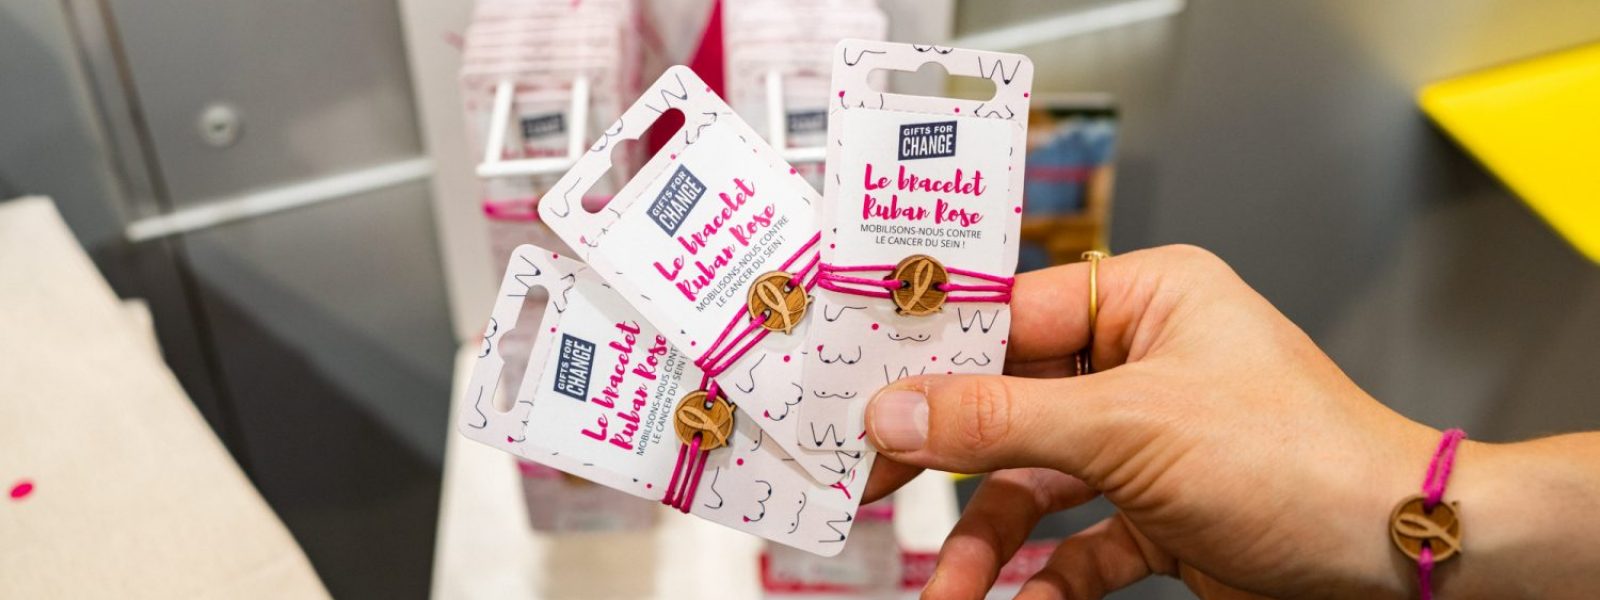 GIFTS FOR
CHANGE
Le bracelet
Ruban Rose
MOBILISONS-NOUS CONTRE
LE CANCER DU SEIN !
GIFTS FOR
CHANGE
Le bracelet
Ruban Rose
MOBILISONS-NOUS CONTRE
LE CANCER DU SEIN !
GIFTS FOR
CHANGE
Le bracelet
Ruban Rose
MOBILISONS-NOUS CONT
LE CANCER DU SEIN